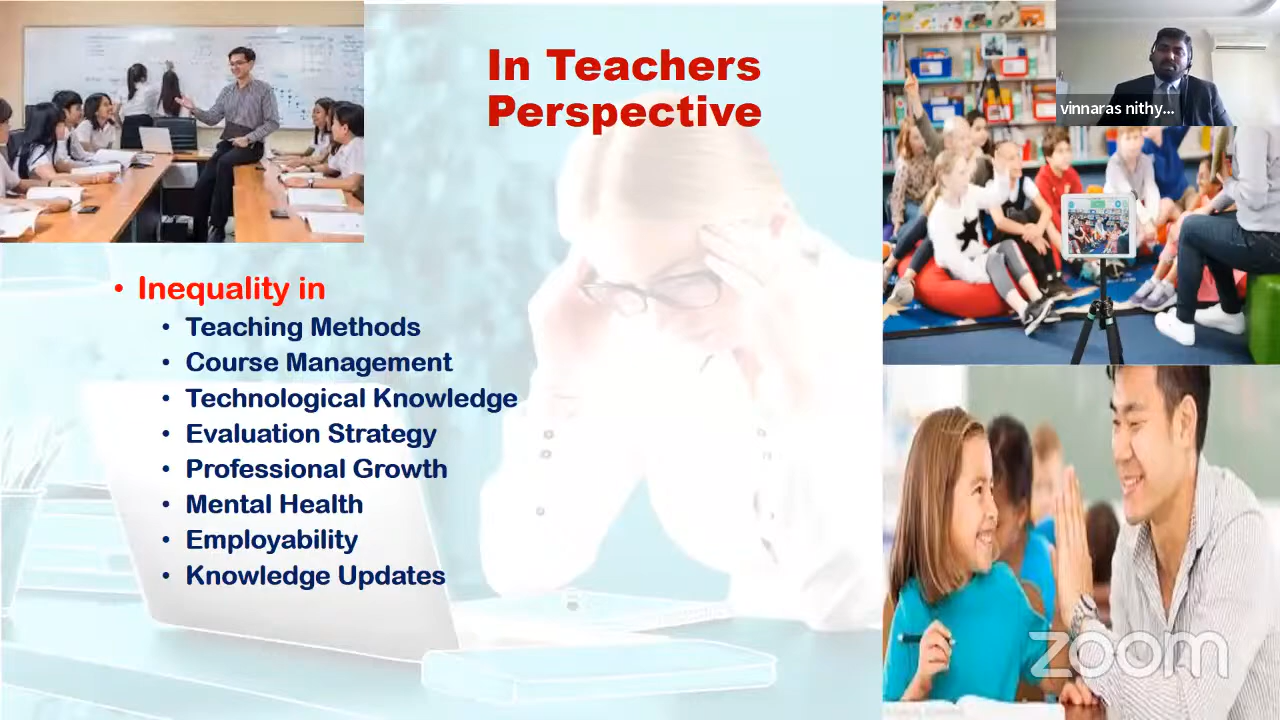 In Teachers
Perspective
vinnaras nithy...
• Inequality in
• Teaching Methods
• Course Management
• Technological Knowledge
• Evaluation Strategy
• Professional Growth
• Mental Health
• Employability
• Knowledge Updates
zoom